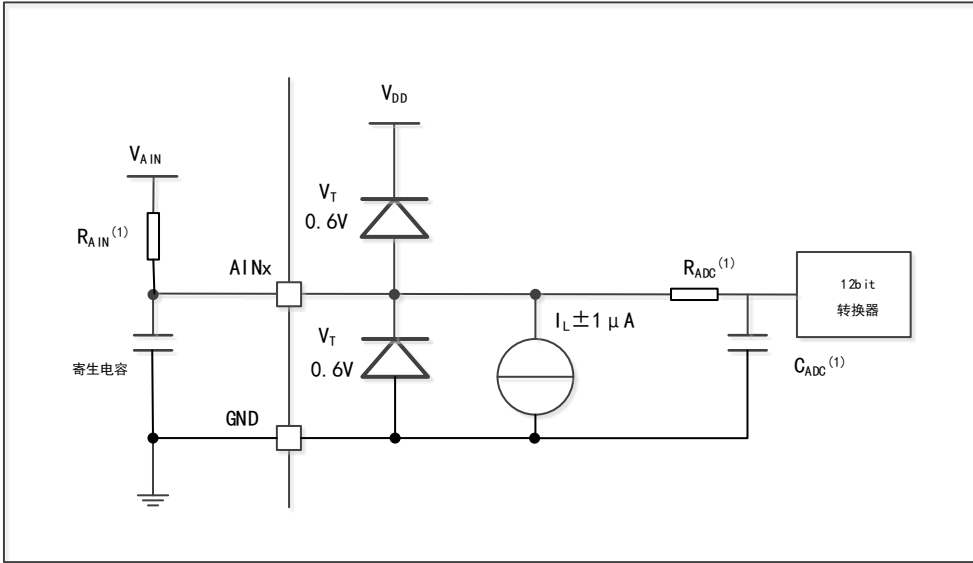 V_DD
V_AIN
V_T
0.6V
R_AIN^(1)
AINx
R_ADC^(1)
12bit
转换器
I_L±1μA
V_T
0.6V
寄生电容
C_ADC^(1)
GND